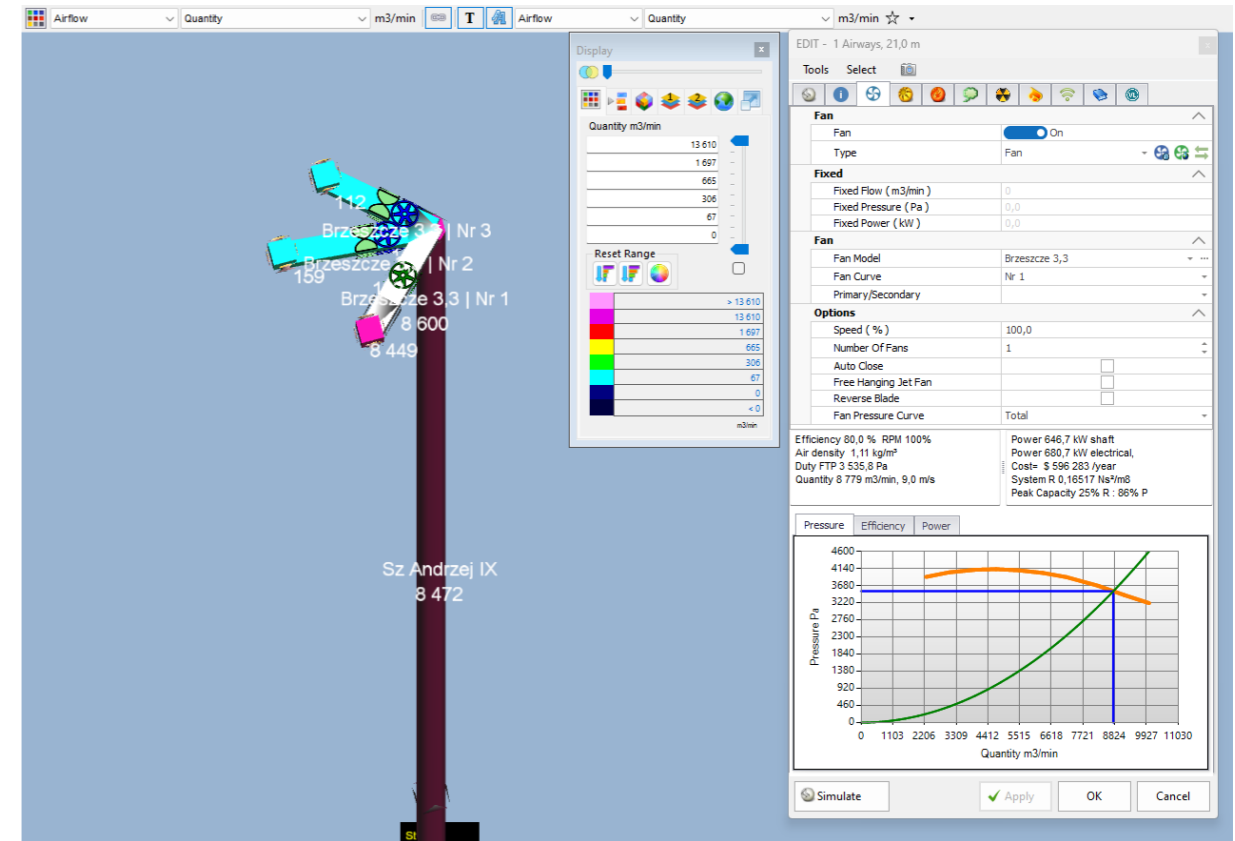 Airflow Quantity m3/min T Airflow Quantity m3/min
Display
Quantity m3/min
13 610
1 697
665
306
67
0
Reset Range
> 13 610
13 610
1 697
665
306
67
0
< 0
m3/min
112
Brzeszcze 3,3 | Nr 3
Brzeszcze 3,3 | Nr 2
159
Brzeszcze 3,3 | Nr 1
8 600
8 449
Sz Andrzej IX
8 472
St
EDIT - 1 Airways, 21,0 m
Tools Select
Fan
Fan On
Type Fan
Fixed
Fixed Flow ( m3/min ) 0
Fixed Pressure ( Pa ) 0,0
Fixed Power ( kW ) 0,0
Fan
Fan Model Brzeszcze 3,3
Fan Curve Nr 1
Primary/Secondary
Options
Speed ( % ) 100,0
Number Of Fans 1
Auto Close
Free Hanging Jet Fan
Reverse Blade
Fan Pressure Curve Total
Efficiency 80,0 % RPM 100%
Air density 1,11 kg/m³
Duty FTP 3 535,8 Pa
Quantity 8 779 m3/min, 9,0 m/s
Power 646,7 kW shaft
Power 680,7 kW electrical,
Cost= $ 596 283 /year
System R 0,16517 Ns²/m8
Peak Capacity 25% R : 86% P
Pressure Efficiency Power
Pressure Pa
4600
4140
3680
3220
2760
2300
1840
1380
920
460
0
0 1103 2206 3309 4412 5515 6618 7721 8824 9927 11030
Quantity m3/min
Simulate Apply OK Cancel